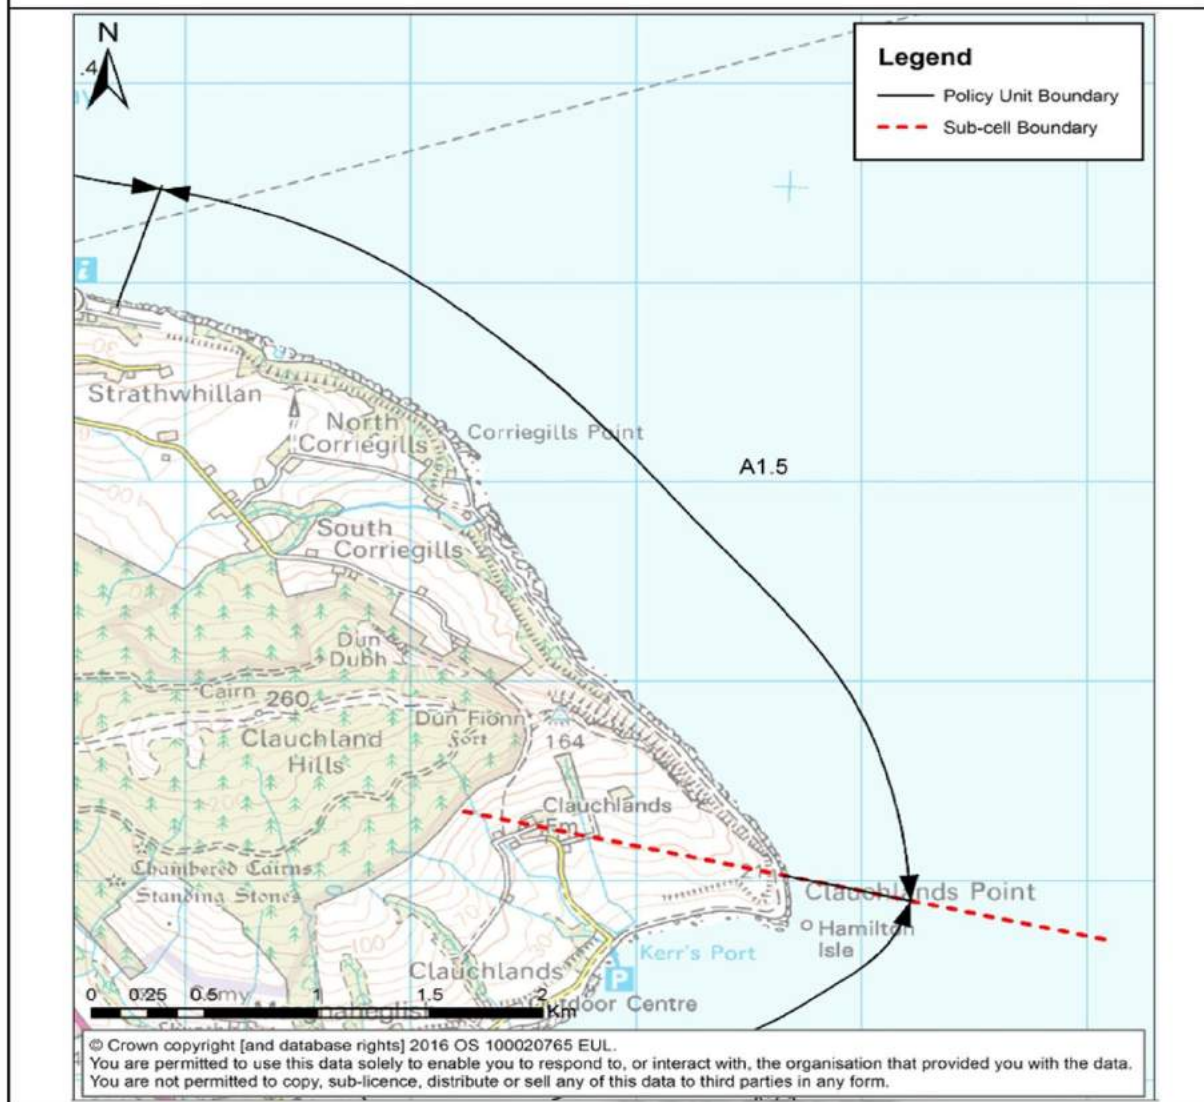 N
.4
i
Legend
Policy Unit Boundary
Sub-cell Boundary
Strathwhillan
North
Corriegills
Corriegills Point
A1.5
South
Corriegills
Dun
Dubh
Cairn
260
Clauchland
Hills
Dun Fionn
fort
164
Clauchlands
Fm
Chambered Cairns
Standing Stones
Clauchlands Point
Hamilton
Isle
100
Kerr's Port
Clauchlands
P
Outdoor Centre
0 0.25 0.5 1 1.5 2
Km
© Crown copyright [and database rights] 2016 OS 100020765 EUL.
You are permitted to use this data solely to enable you to respond to, or interact with, the organisation that provided you with the data.
You are not permitted to copy, sub-licence, distribute or sell any of this data to third parties in any form.